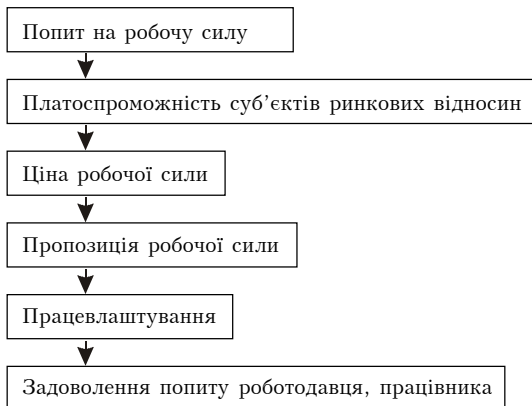 Попит на робочу силу
Платоспроможність суб’єктів ринкових відносин
Ціна робочої сили
Пропозиція робочої сили
Працевлаштування
Задоволення попиту роботодавця, працівника